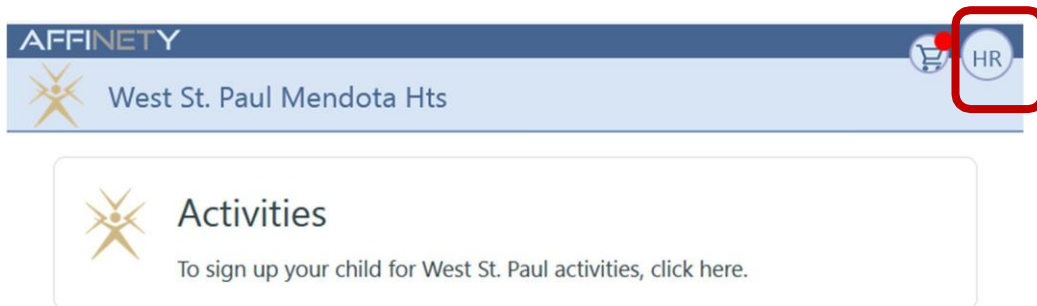 AFFINETY
HR
West St. Paul Mendota Hts
Activities
To sign up your child for West St. Paul activities, click here.